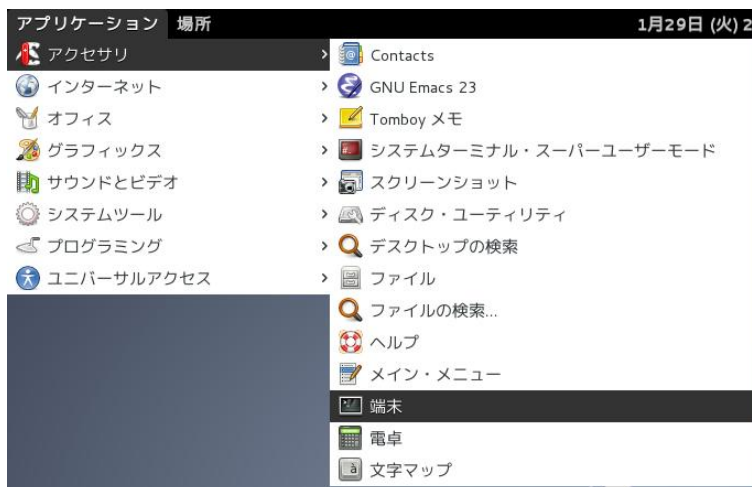 アプリケーション 場所 1月29日 (火) 2
アクセサリ
インターネット
オフィス
グラフィックス
サウンドとビデオ
システムツール
プログラミング
ユニバーサルアクセス
Contacts
GNU Emacs 23
Tomboy メモ
システムターミナル・スーパーユーザーモード
スクリーンショット
ディスク・ユーティリティ
デスクトップの検索
ファイル
ファイルの検索...
ヘルプ
メイン・メニュー
端末
電卓
文字マップ